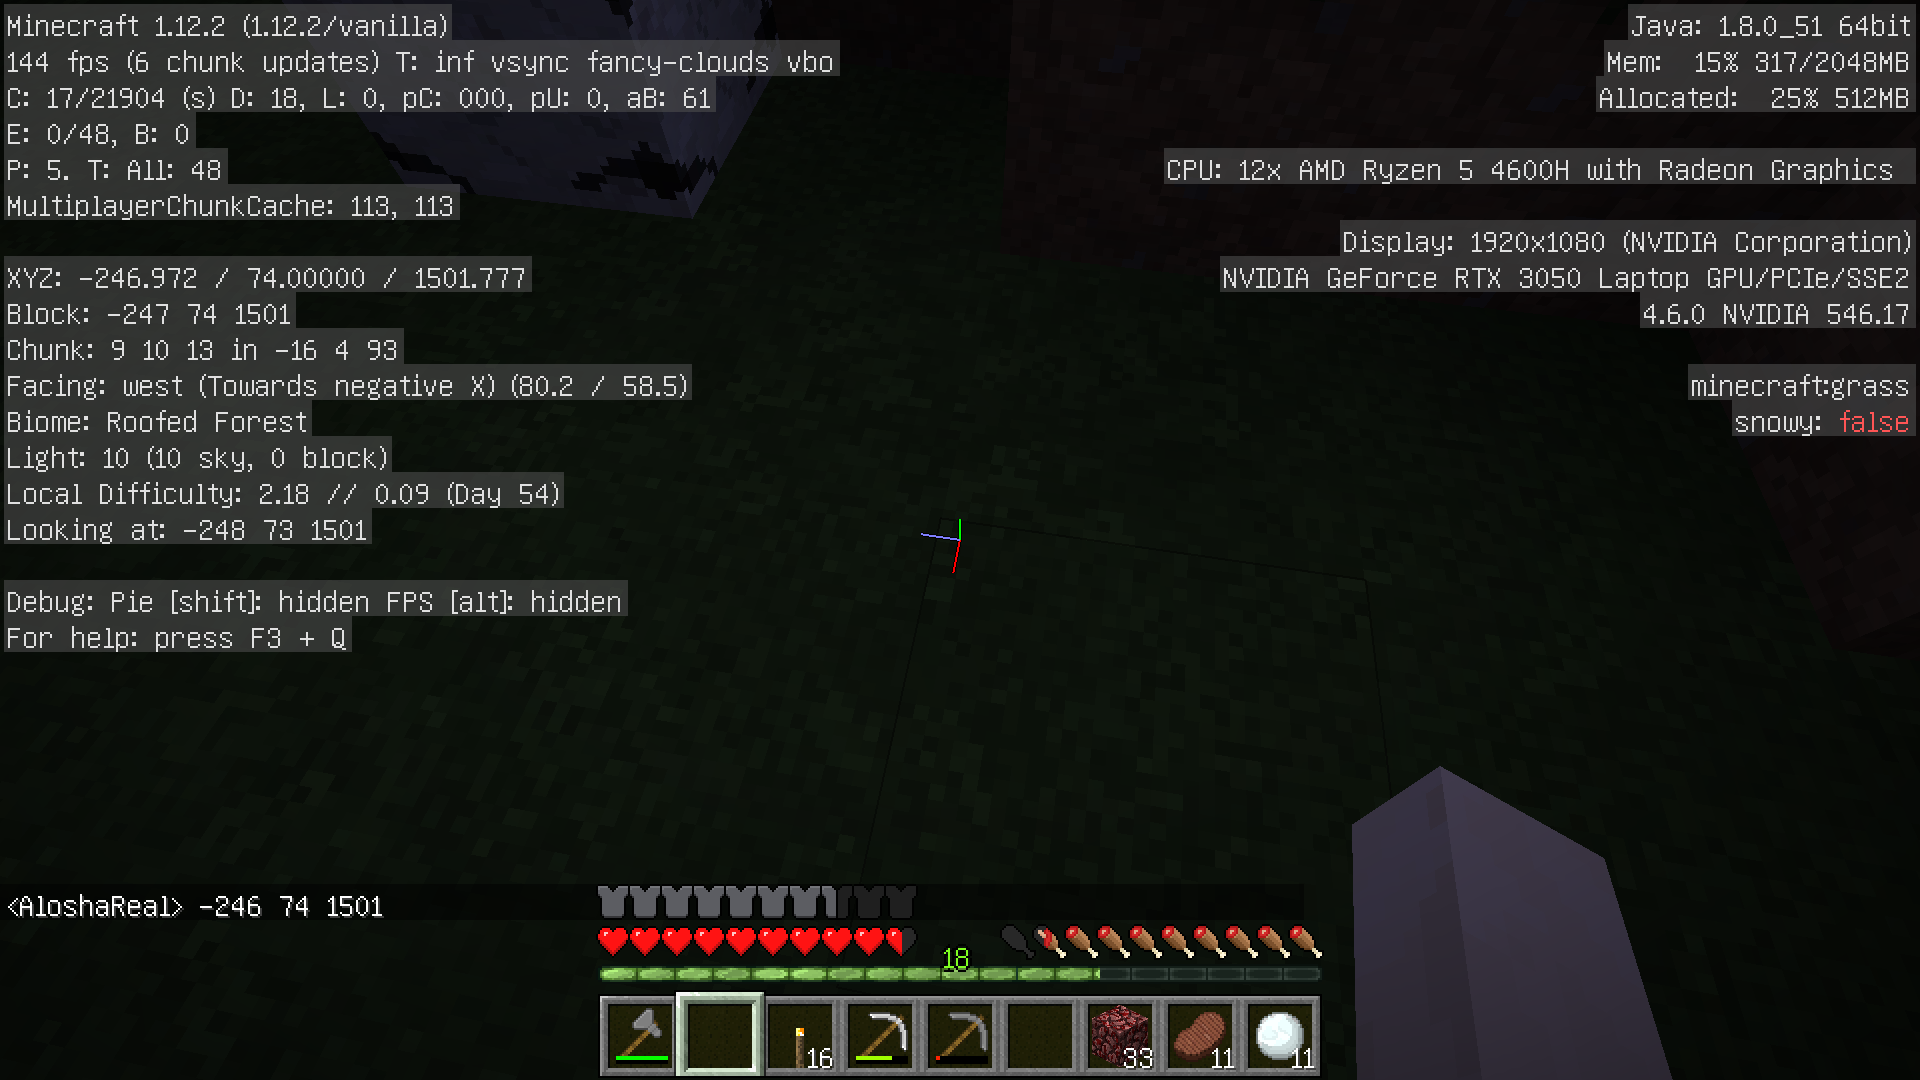 Minecraft 1.12.2 (1.12.2/vanilla)
144 fps (6 chunk updates) T: inf vsync fancy-clouds vbo
C: 17/21904 (s) D: 18, L: 0, pC: 000, pU: 0, aB: 61
E: 0/48, B: 0
P: 5. T: All: 48
MultiplayerChunkCache: 113, 113
XYZ: -246.972 / 74.00000 / 1501.777
Block: -247 74 1501
Chunk: 9 10 13 in -16 4 93
Facing: west (Towards negative X) (80.2 / 58.5)
Biome: Roofed Forest
Light: 10 (10 sky, 0 block)
Local Difficulty: 2.18 // 0.09 (Day 54)
Looking at: -248 73 1501
Debug: Pie [shift]: hidden FPS [alt]: hidden
For help: press F3 + Q
Java: 1.8.0_51 64bit
Mem: 15% 317/2048MB
Allocated: 25% 512MB
CPU: 12x AMD Ryzen 5 4600H with Radeon Graphics
Display: 1920x1080 (NVIDIA Corporation)
NVIDIA GeForce RTX 3050 Laptop GPU/PCIe/SSE2
4.6.0 NVIDIA 546.17
minecraft:grass
snowy: false
<AloshaReal> -246 74 1501
18
16
33
11
11